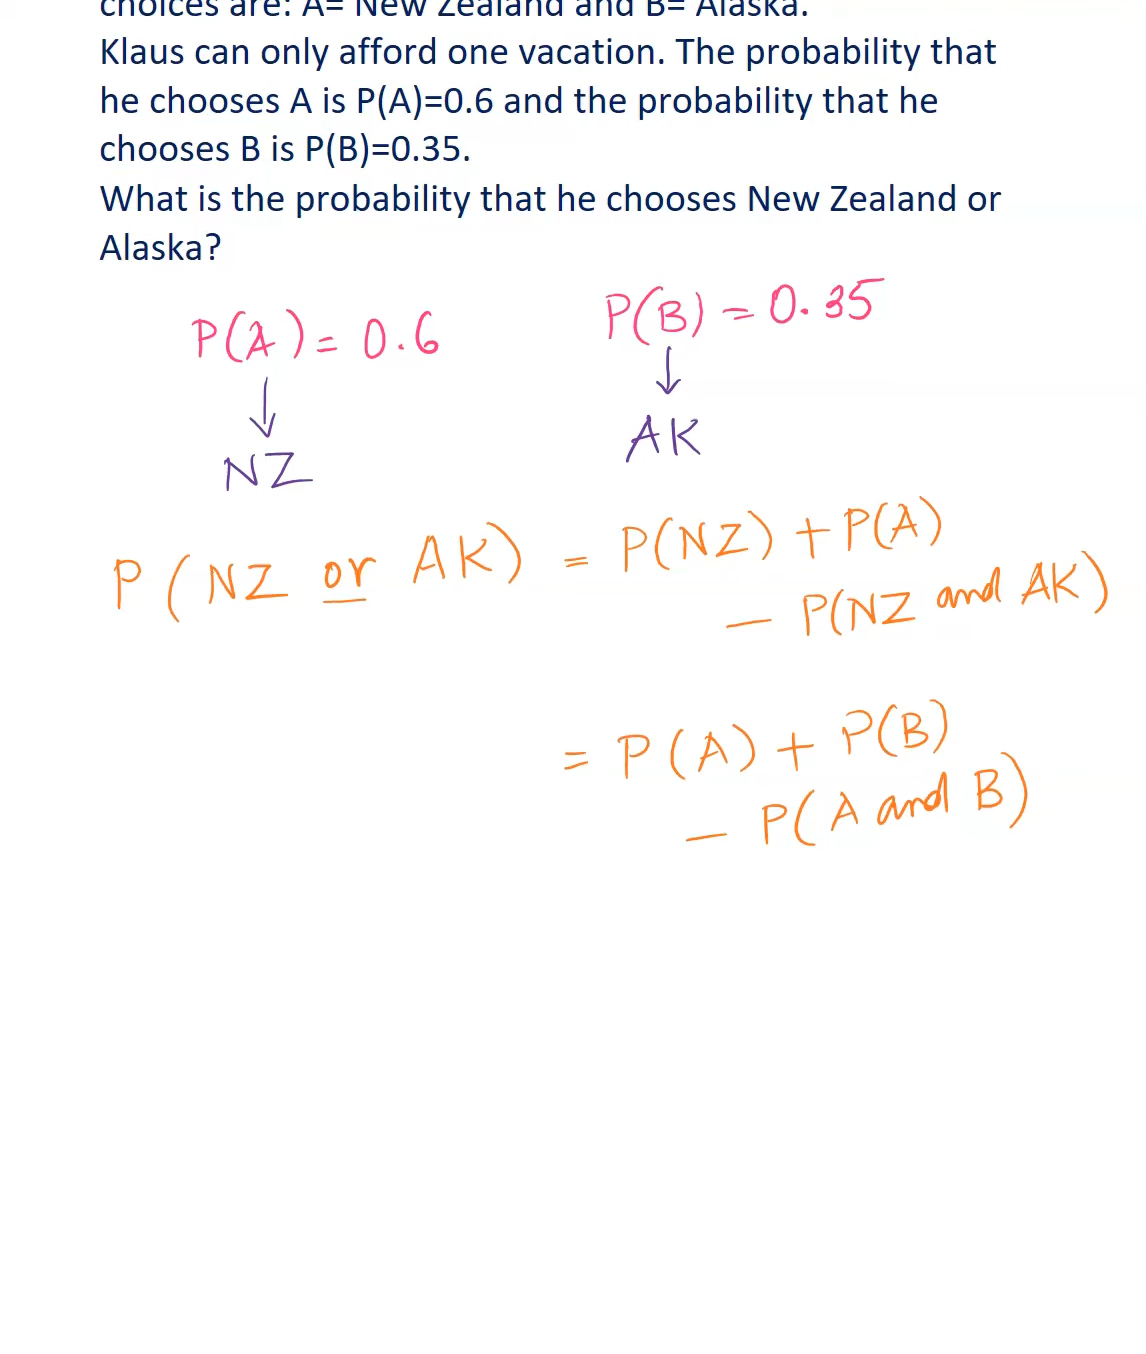 choices are: A= New Zealand and B= Alaska.
Klaus can only afford one vacation. The probability that
he chooses A is P(A)=0.6 and the probability that he
chooses B is P(B)=0.35.
What is the probability that he chooses New Zealand or
Alaska?
P(A) = 0.6 P(B) = 0.35
↓ ↓
NZ AK
P(NZ or AK) = P(NZ) + P(A)
− P(NZ and AK)
= P(A) + P(B)
− P(A and B)